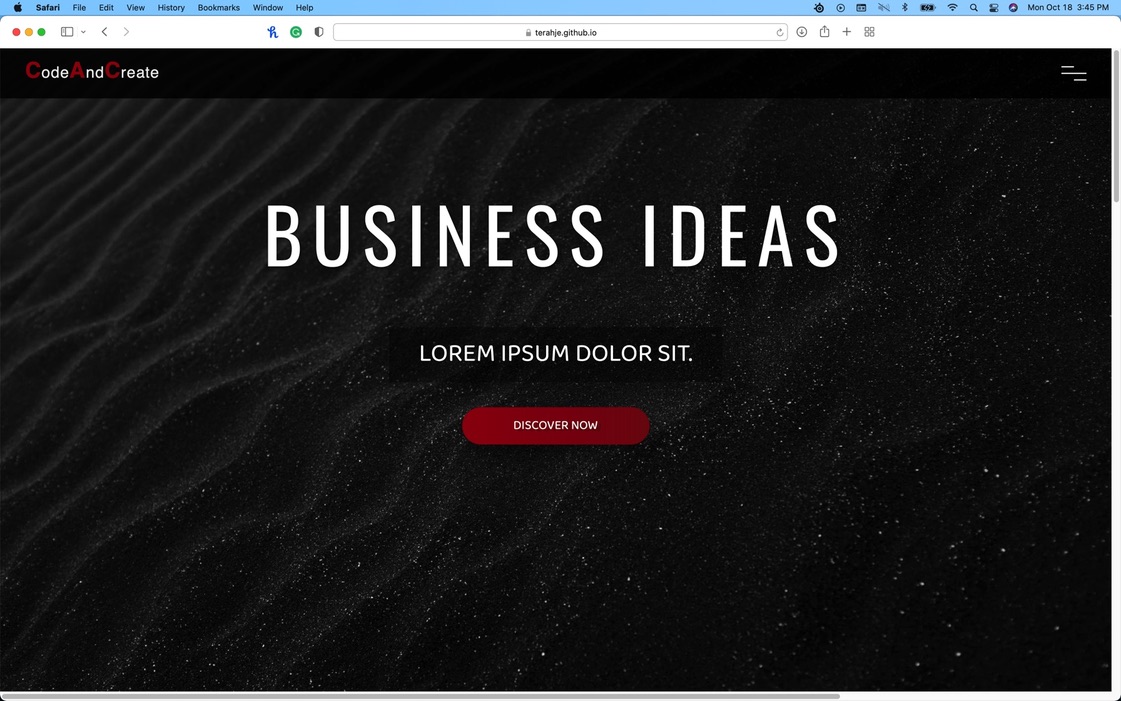 Safari File Edit View History Bookmarks Window Help Mon Oct 18 3:45 PM
terahje.github.io
CodeAndCreate
BUSINESS IDEAS
LOREM IPSUM DOLOR SIT.
DISCOVER NOW